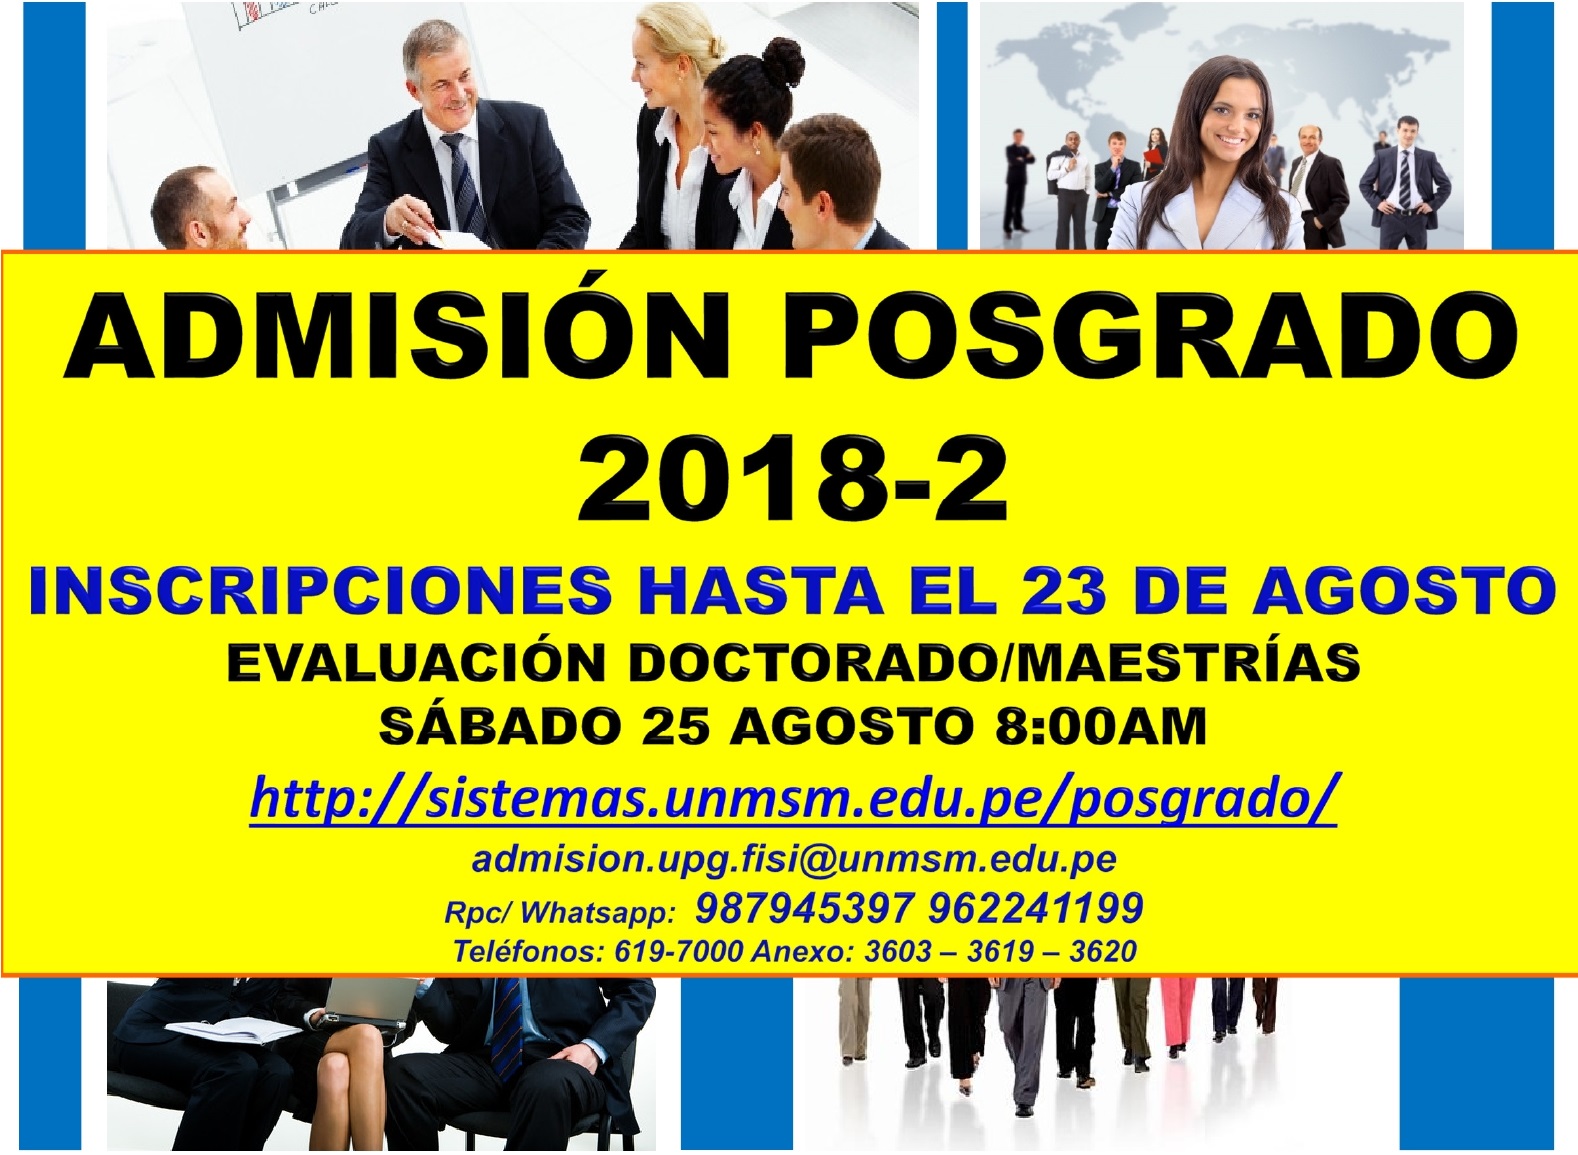 ADMISIÓN POSGRADO
2018-2
INSCRIPCIONES HASTA EL 23 DE AGOSTO
EVALUACIÓN DOCTORADO/MAESTRÍAS
SÁBADO 25 AGOSTO 8:00AM
http://sistemas.unmsm.edu.pe/posgrado/
admision.upg.fisi@unmsm.edu.pe
Rpc/ Whatsapp: 987945397 962241199
Teléfonos: 619-7000 Anexo: 3603 – 3619 – 3620